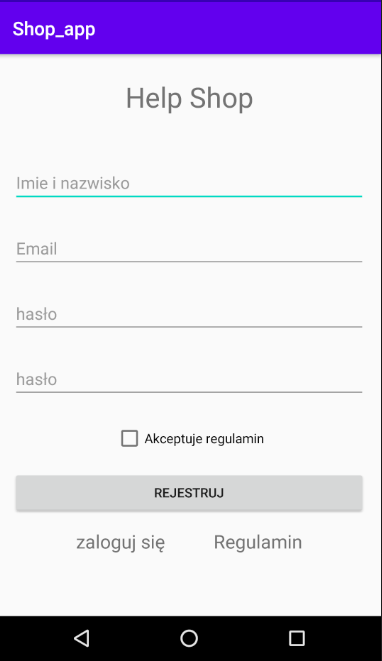 Shop_app
Help Shop
Imie i nazwisko
Email
hasło
hasło
Akceptuje regulamin
REJESTRUJ
zaloguj się Regulamin